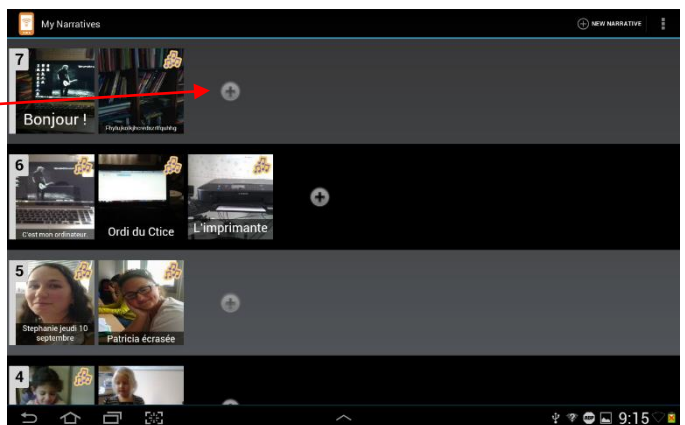 My Narratives
NEW NARRATIVE
7
Bonjour !
6
C'est mon ordinateur.
Ordi du Ctice
L'imprimante
5
Stephanie jeudi 10
septembre
Patricia écrasée
4
9:15